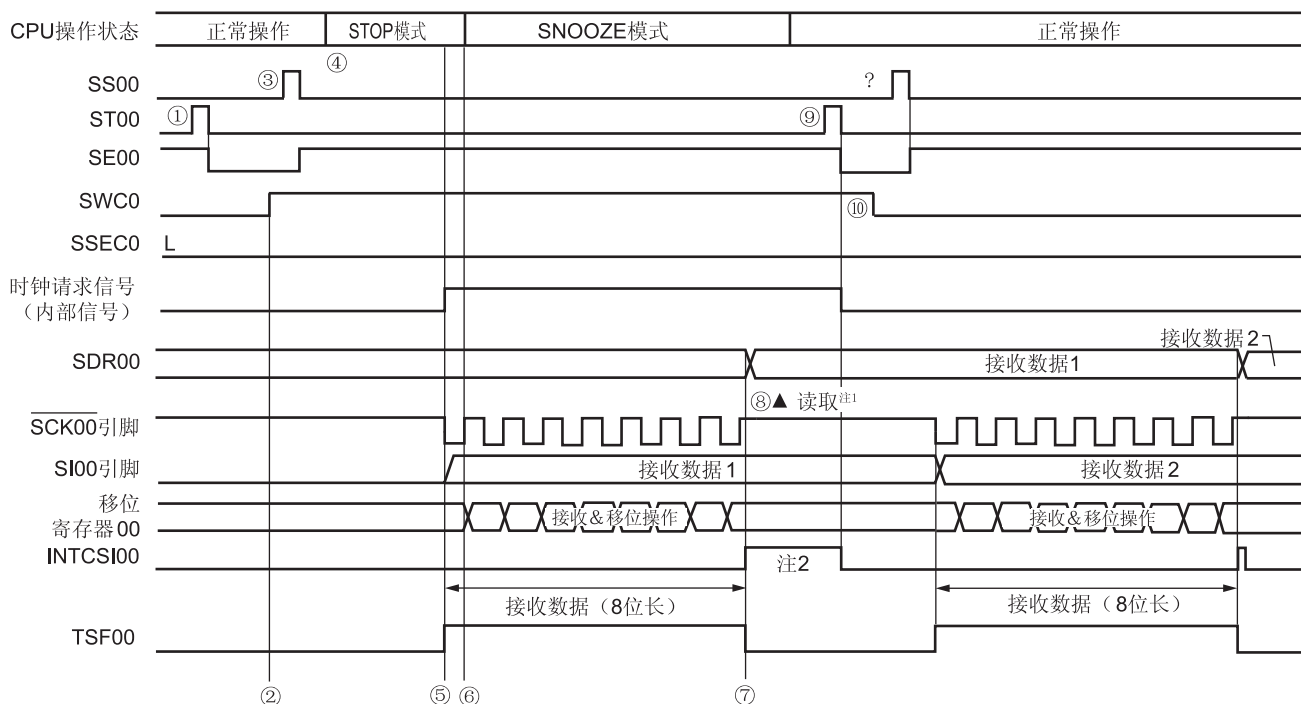 CPU操作状态 正常操作 STOP模式 SNOOZE模式 正常操作
④
SS00 ③ ?
ST00 ① ⑨
SE00
SWC0 ⑩
SSEC0 L
时钟请求信号
（内部信号）
SDR00 接收数据1 接收数据2
⑧▲ 读取注1
SCK00引脚
SI00引脚 接收数据1 接收数据2
移位
寄存器00 接收&移位操作 接收&移位操作
INTCSI00 注2
接收数据（8位长） 接收数据（8位长）
TSF00
② ⑤ ⑥ ⑦